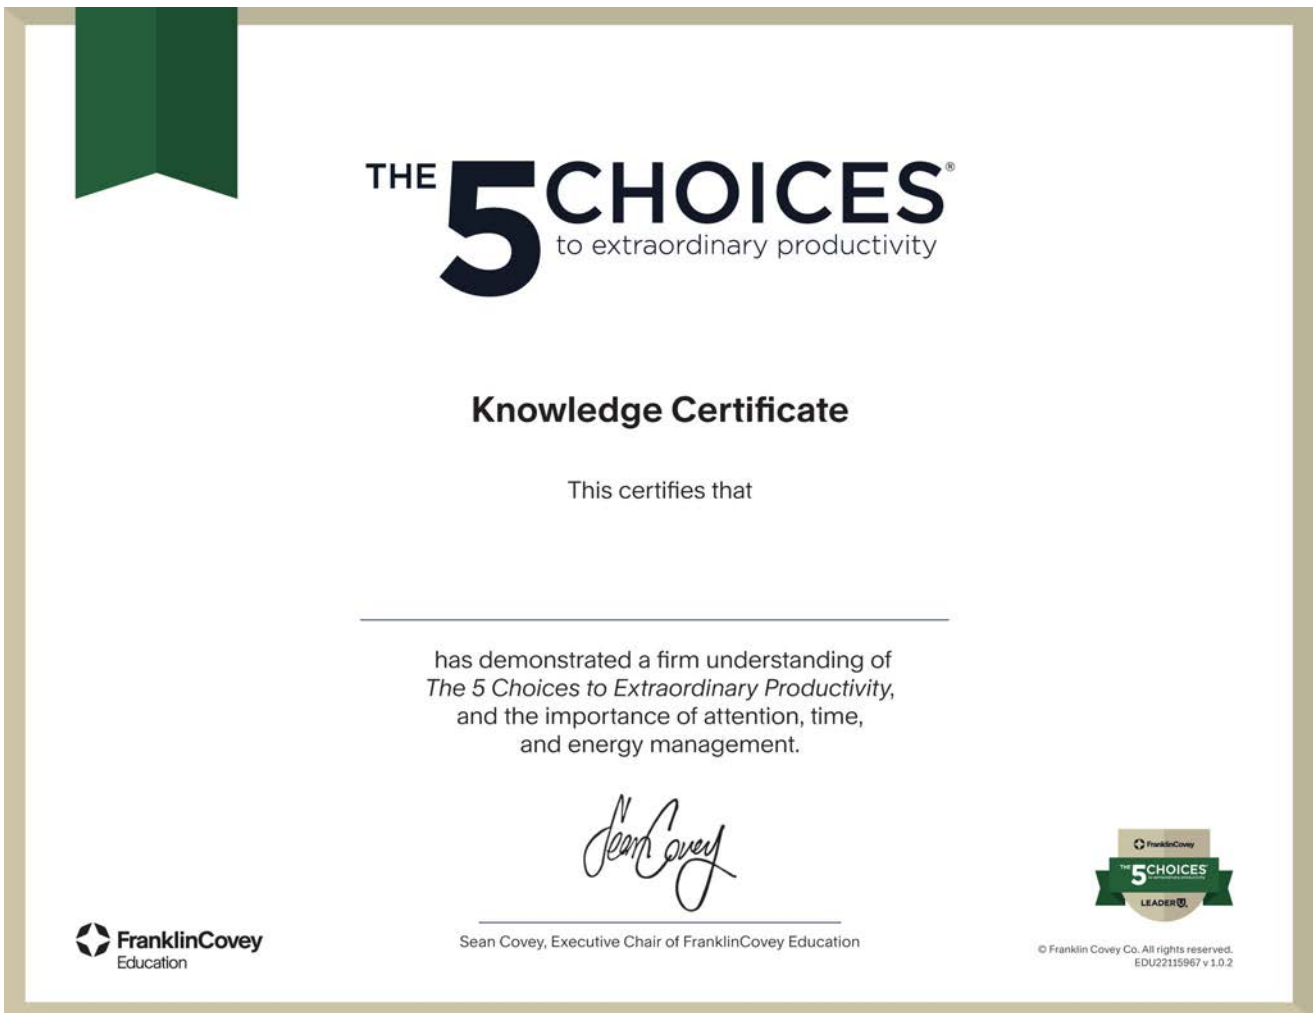 THE 5 CHOICES®
to extraordinary productivity
Knowledge Certificate
This certifies that
has demonstrated a firm understanding of
The 5 Choices to Extraordinary Productivity,
and the importance of attention, time,
and energy management.
Sean Covey
Sean Covey, Executive Chair of FranklinCovey Education
FranklinCovey
Education
FranklinCovey
THE 5 CHOICES
to extraordinary productivity
LEADER U.
© Franklin Covey Co. All rights reserved.
EDU22115967 v 1.0.2